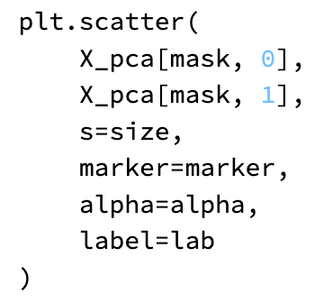 plt.scatter(
    X_pca[mask, 0],
    X_pca[mask, 1],
    s=size,
    marker=marker,
    alpha=alpha,
    label=lab
)